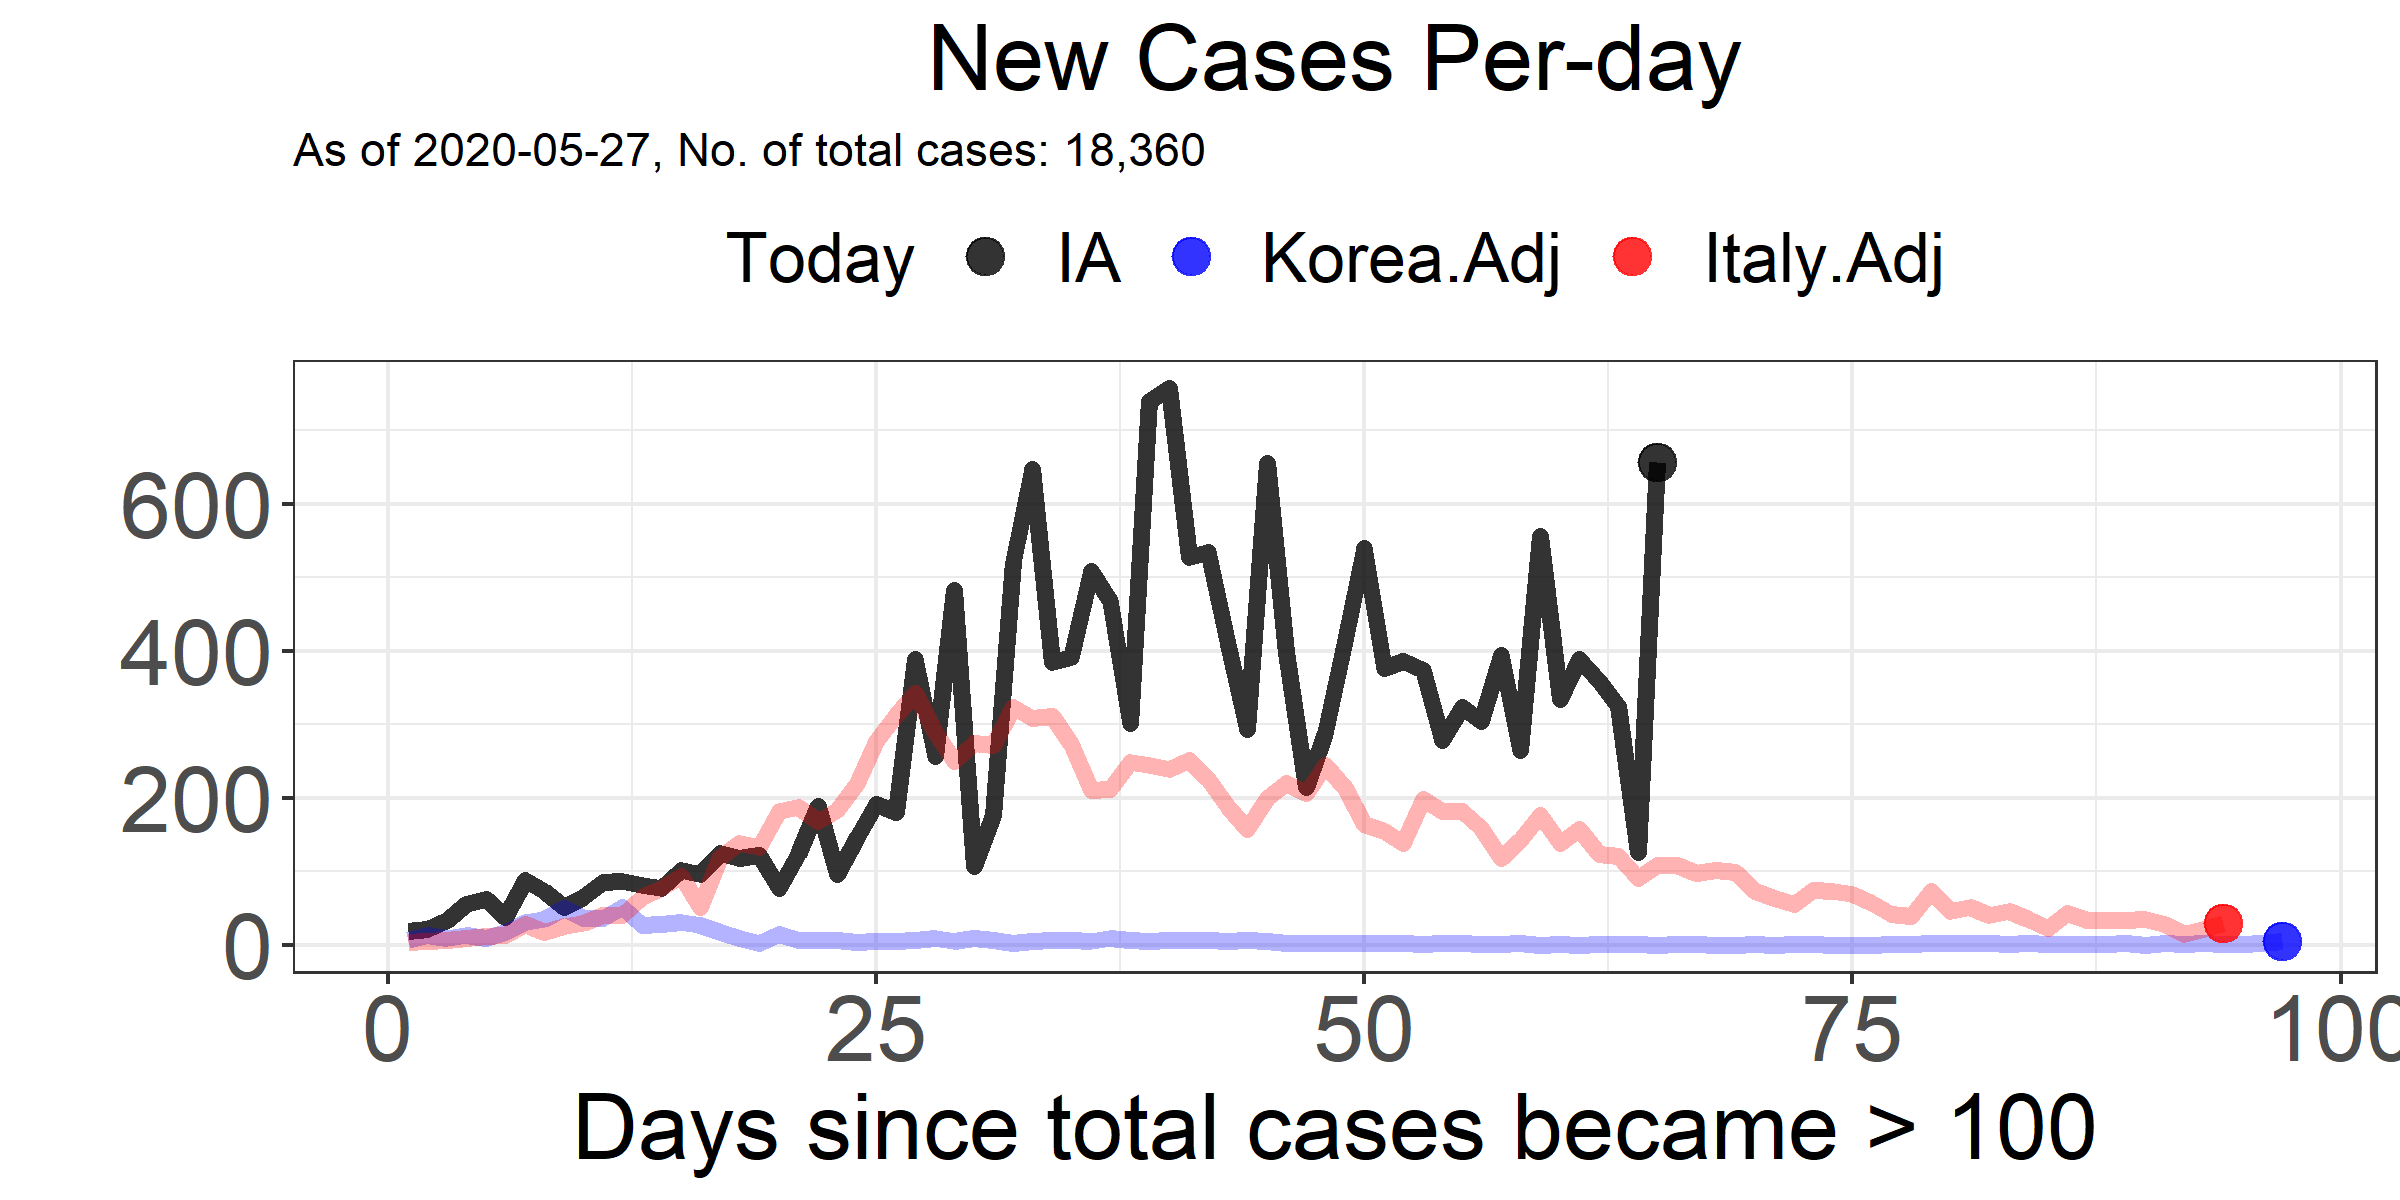 New Cases Per-day
As of 2020-05-27, No. of total cases: 18,360
Today IA Korea.Adj Italy.Adj
600
400
200
0
0 25 50 75 100
Days since total cases became > 100